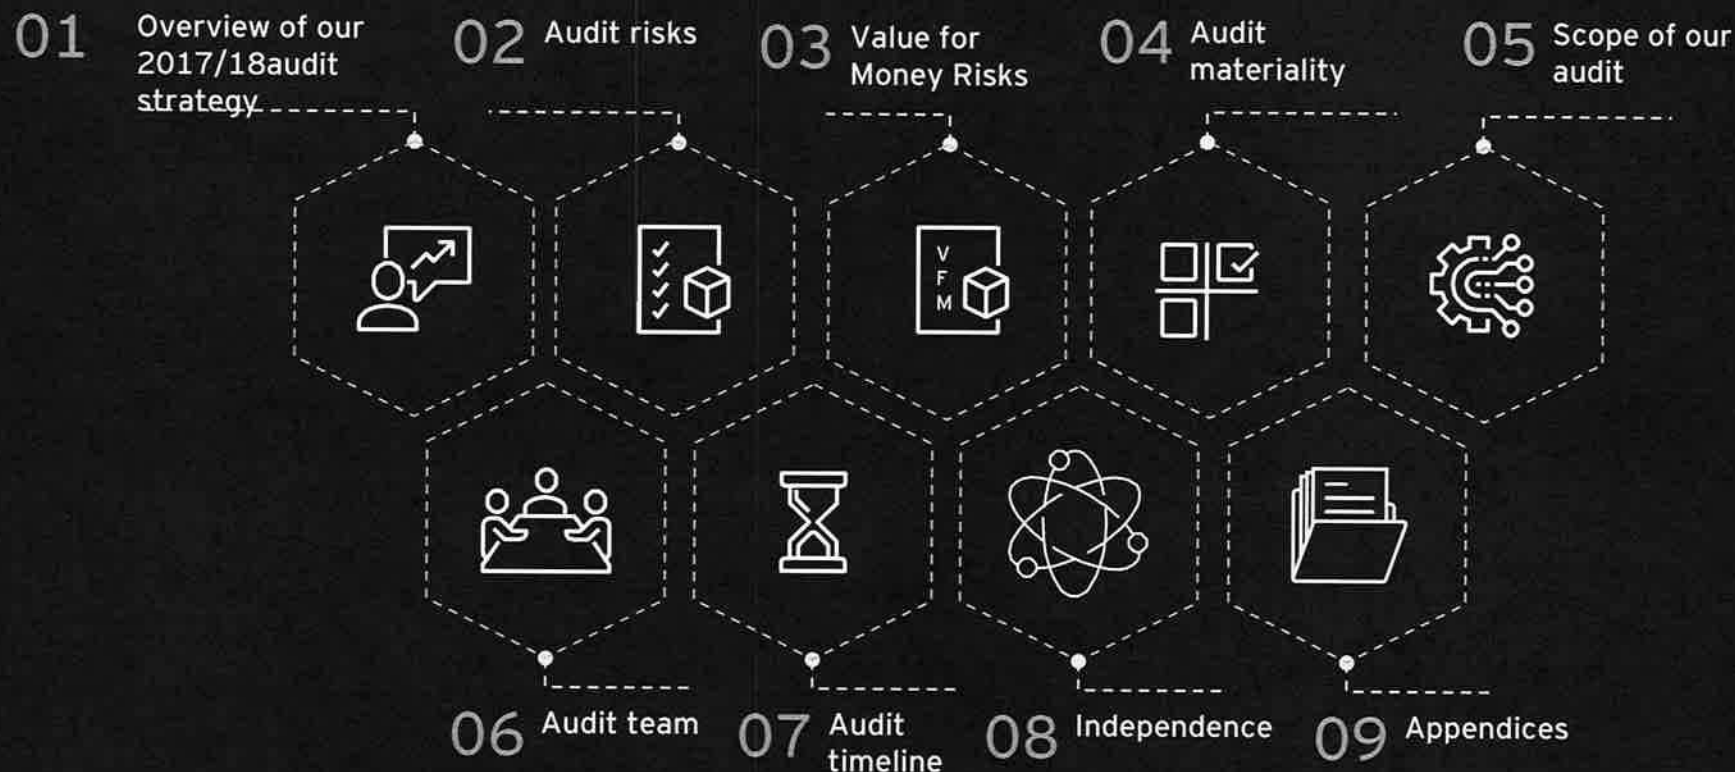 01 Overview of our
2017/18audit
strategy
02 Audit risks
03 Value for
Money Risks
04 Audit
materiality
05 Scope of our
audit
V
F
M
06 Audit team
07 Audit
timeline
08 Independence
09 Appendices